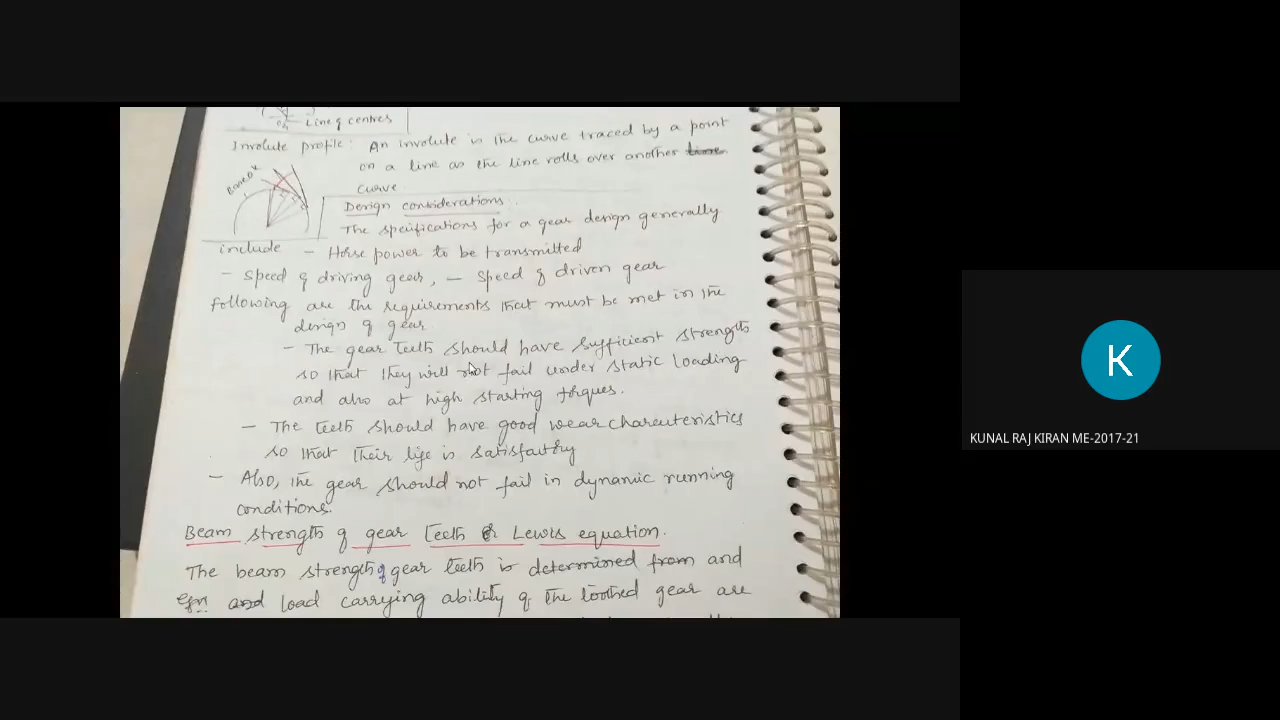 Line of centres
Involute profile: An involute is the curve traced by a point
on a line as the line rolls over another line
curve
Base
Design considerations:
The speifications for a gear design generally
include - Horse power to be transmitted
- Speed of driving gear, - Speed of driven gear
following are the requirements that must be met in the
design of gear.
- The gear teeth should have sufficient strength
so that they will not fail under static loading
and also at high starting torques.
- The teeth should have good wear charecteristics
so that their life is satisfactory
- Also, the gear should not fail in dynamic running
conditions.
Beam strength of gear teeth or Lewis equation.
The beam strength of gear teeth is determined from and
eqn and load carrying ability of the toothed gear are
K
KUNAL RAJ KIRAN ME-2017-21